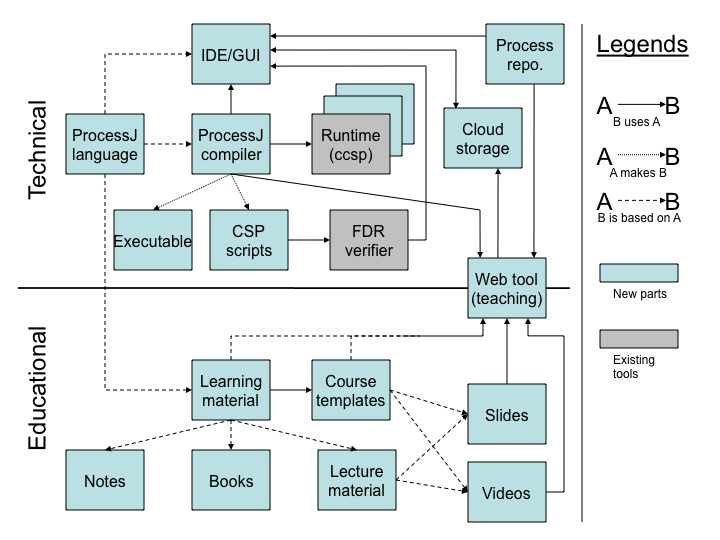 IDE/GUI
Process
repo.
Legends
A
B
B uses A
ProcessJ
language
ProcessJ
compiler
Runtime
(ccsp)
Cloud
storage
A
B
A makes B
A
B
B is based on A
Technical
Executable
CSP
scripts
FDR
verifier
Web tool
(teaching)
New parts
Existing
tools
Educational
Learning
material
Course
templates
Slides
Notes
Books
Lecture
material
Videos